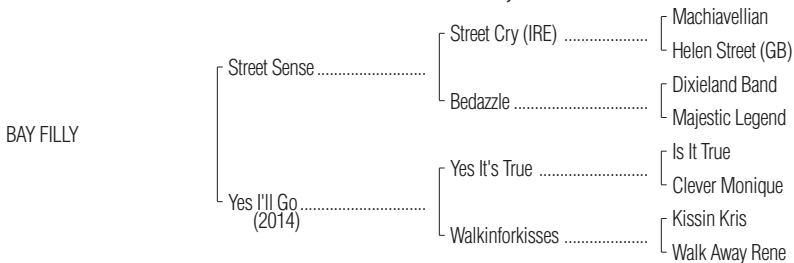 Machiavellian
Street Cry (IRE) ....................
Helen Street (GB)
Street Sense ..........................
Dixieland Band
Bedazzle .................................
Majestic Legend
BAY FILLY
Is It True
Yes It's True ..........................
Clever Monique
Yes I'll Go ..............................
(2014)
Kissin Kris
Walkinforkisses ....................
Walk Away Rene